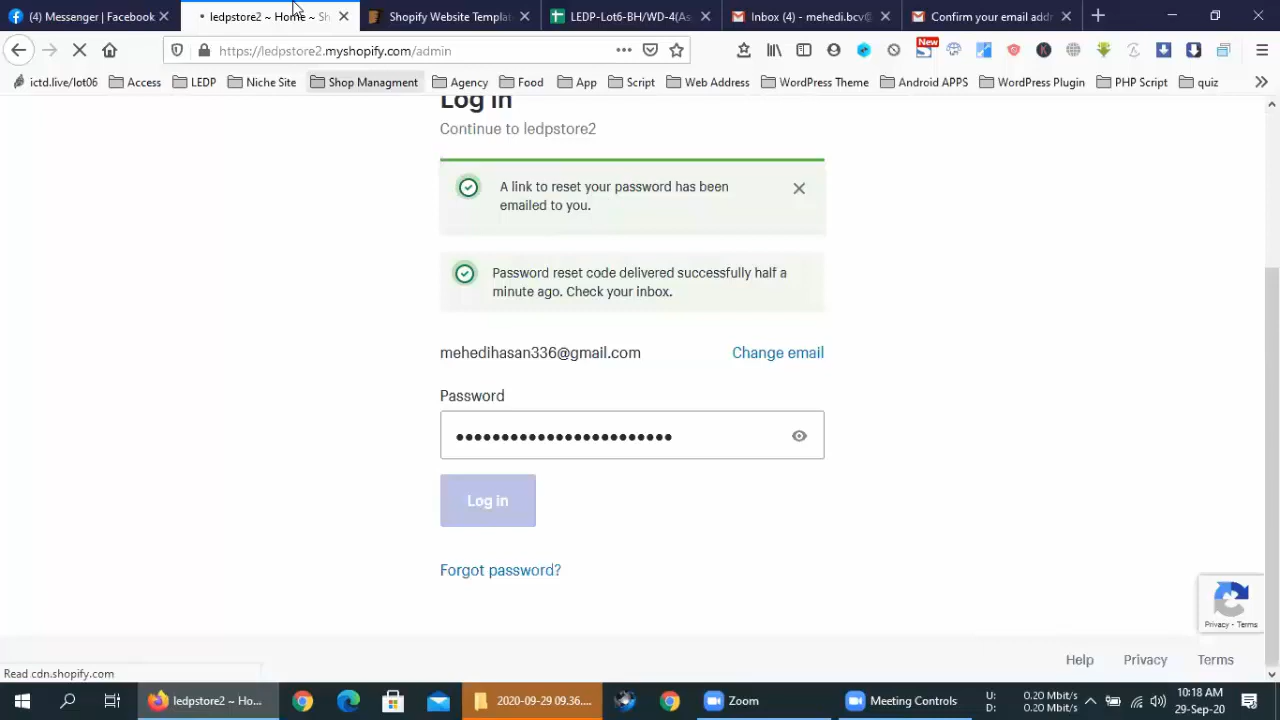 (4) Messenger | Facebook
ledpstore2 ~ Home ~ Sh
Shopify Website Templat
LEDP-Lot6-BH/WD-4(As
Inbox (4) - mehedi.bcv@
Confirm your email addr
https://ledpstore2.myshopify.com/admin
New
ictd.live/lot06
Access
LEDP
Niche Site
Shop Managment
Agency
Food
App
Script
Web Address
WordPress Theme
Android APPS
WordPress Plugin
PHP Script
quiz
Log in
Continue to ledpstore2
A link to reset your password has been
emailed to you.
Password reset code delivered successfully half a
minute ago. Check your inbox.
mehedihasan336@gmail.com
Change email
Password
Log in
Forgot password?
Privacy - Terms
Help
Privacy
Terms
Read cdn.shopify.com
ledpstore2 ~ Ho...
2020-09-29 09.36....
Zoom
Meeting Controls
U: 0.20 Mbit/s
D: 0.20 Mbit/s
10:18 AM
29-Sep-20